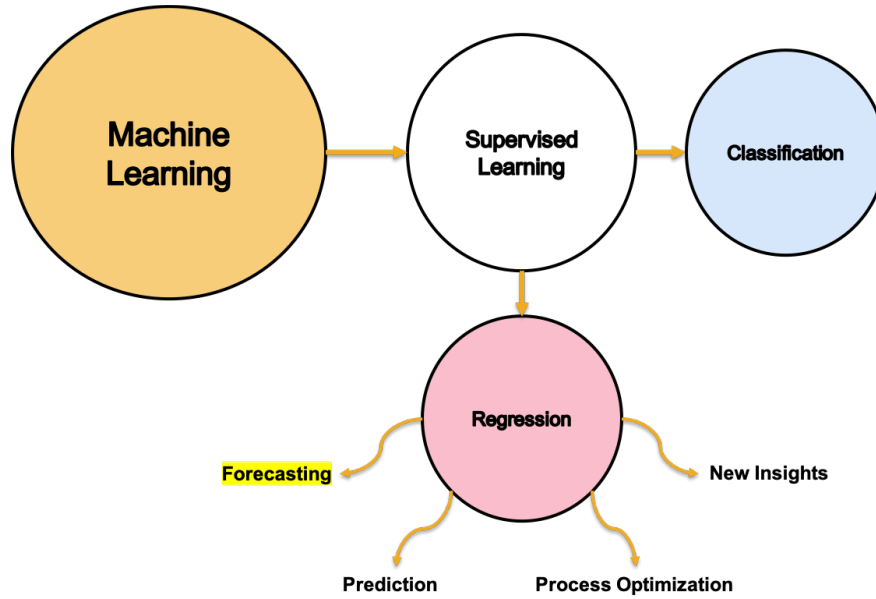 Machine
Learning
Supervised
Learning
Classification
Regression
Forecasting
New Insights
Prediction
Process Optimization